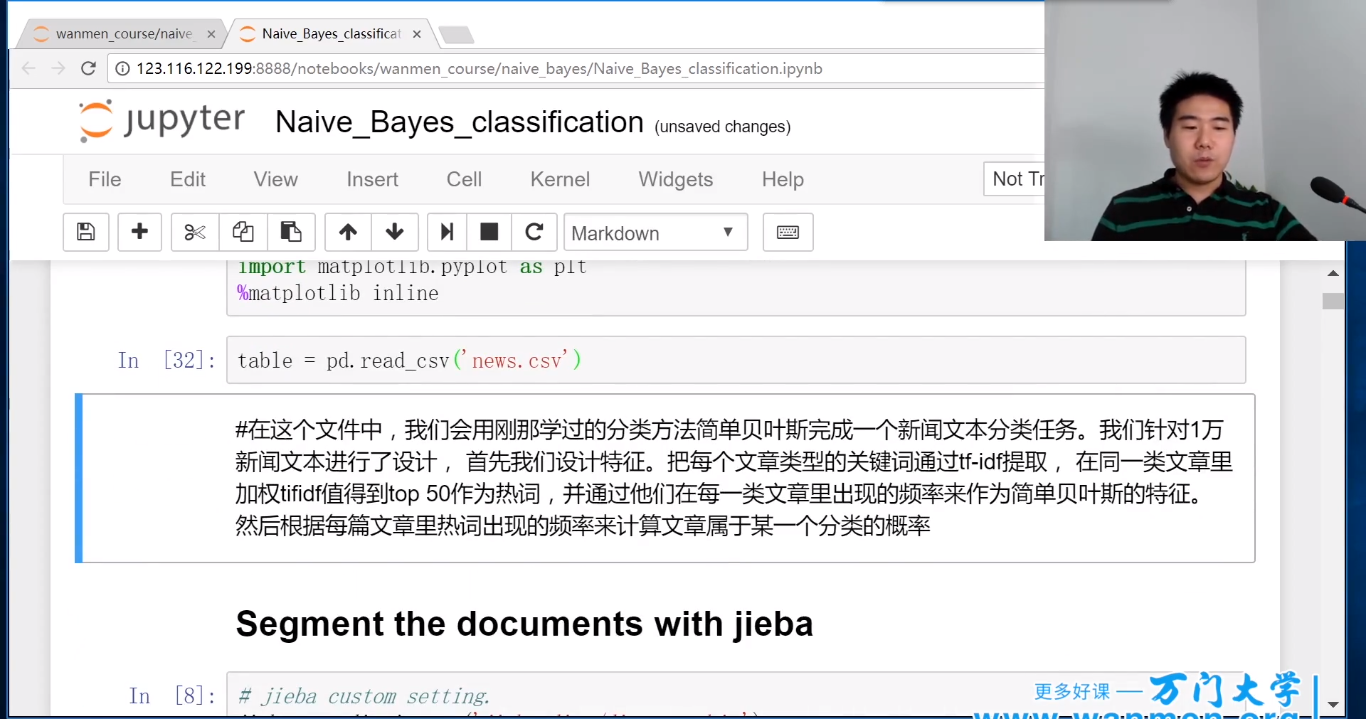 wanmen_course/naive_
Naive_Bayes_classificat
123.116.122.199:8888/notebooks/wanmen_course/naive_bayes/Naive_Bayes_classification.ipynb
jupyter Naive_Bayes_classification (unsaved changes)
File Edit View Insert Cell Kernel Widgets Help Not Tr
Markdown
import matplotlib.pyplot as plt
%matplotlib inline
In [32]: table = pd.read_csv('news.csv')
#在这个文件中，我们会用刚那学过的分类方法简单贝叶斯完成一个新闻文本分类任务。我们针对1万
新闻文本进行了设计， 首先我们设计特征。把每个文章类型的关键词通过tf-idf提取， 在同一类文章里
加权tifidf值得到top 50作为热词，并通过他们在每一类文章里出现的频率来作为简单贝叶斯的特征。
然后根据每篇文章里热词出现的频率来计算文章属于某一个分类的概率
Segment the documents with jieba
In [8]: # jieba custom setting.
更多好课 — 万门大学
www.wanmen.org